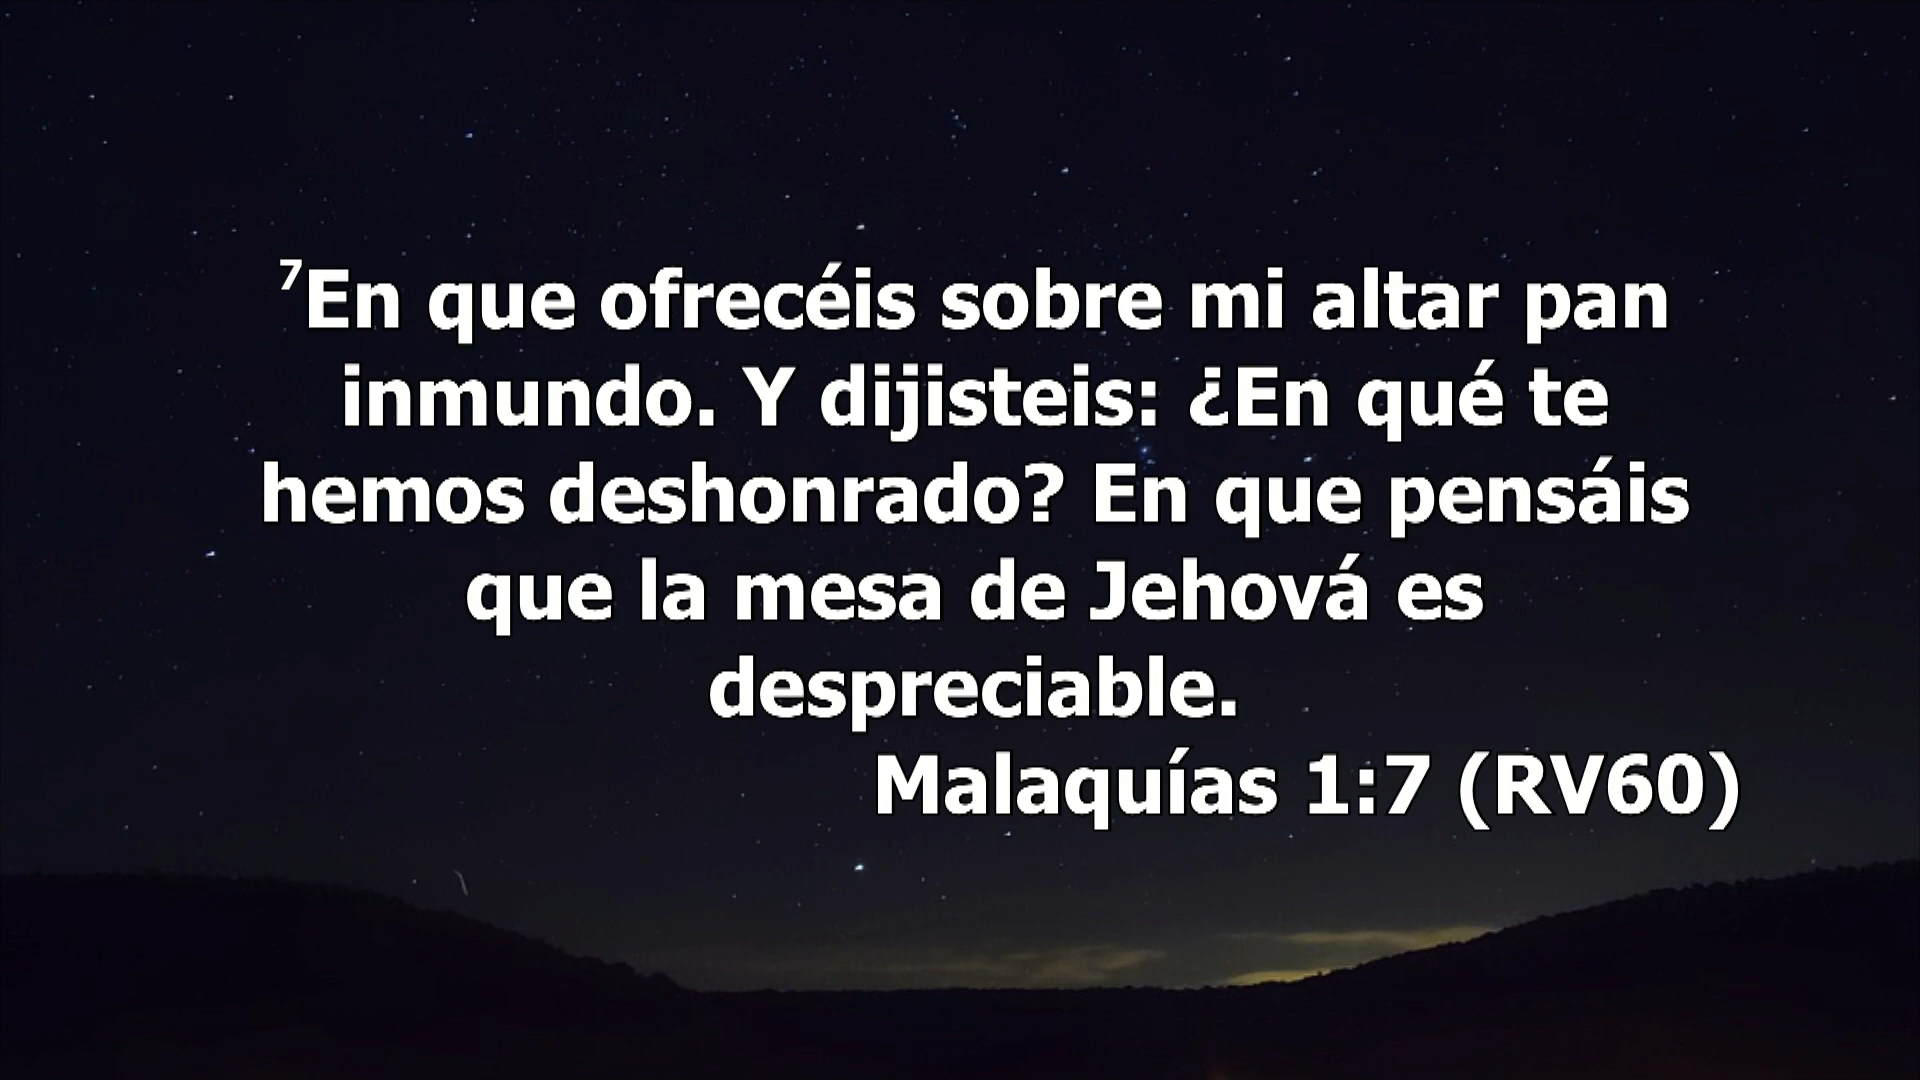 ⁷En que ofrecéis sobre mi altar pan
inmundo. Y dijisteis: ¿En qué te
hemos deshonrado? En que pensáis
que la mesa de Jehová es
despreciable.
Malaquías 1:7 (RV60)